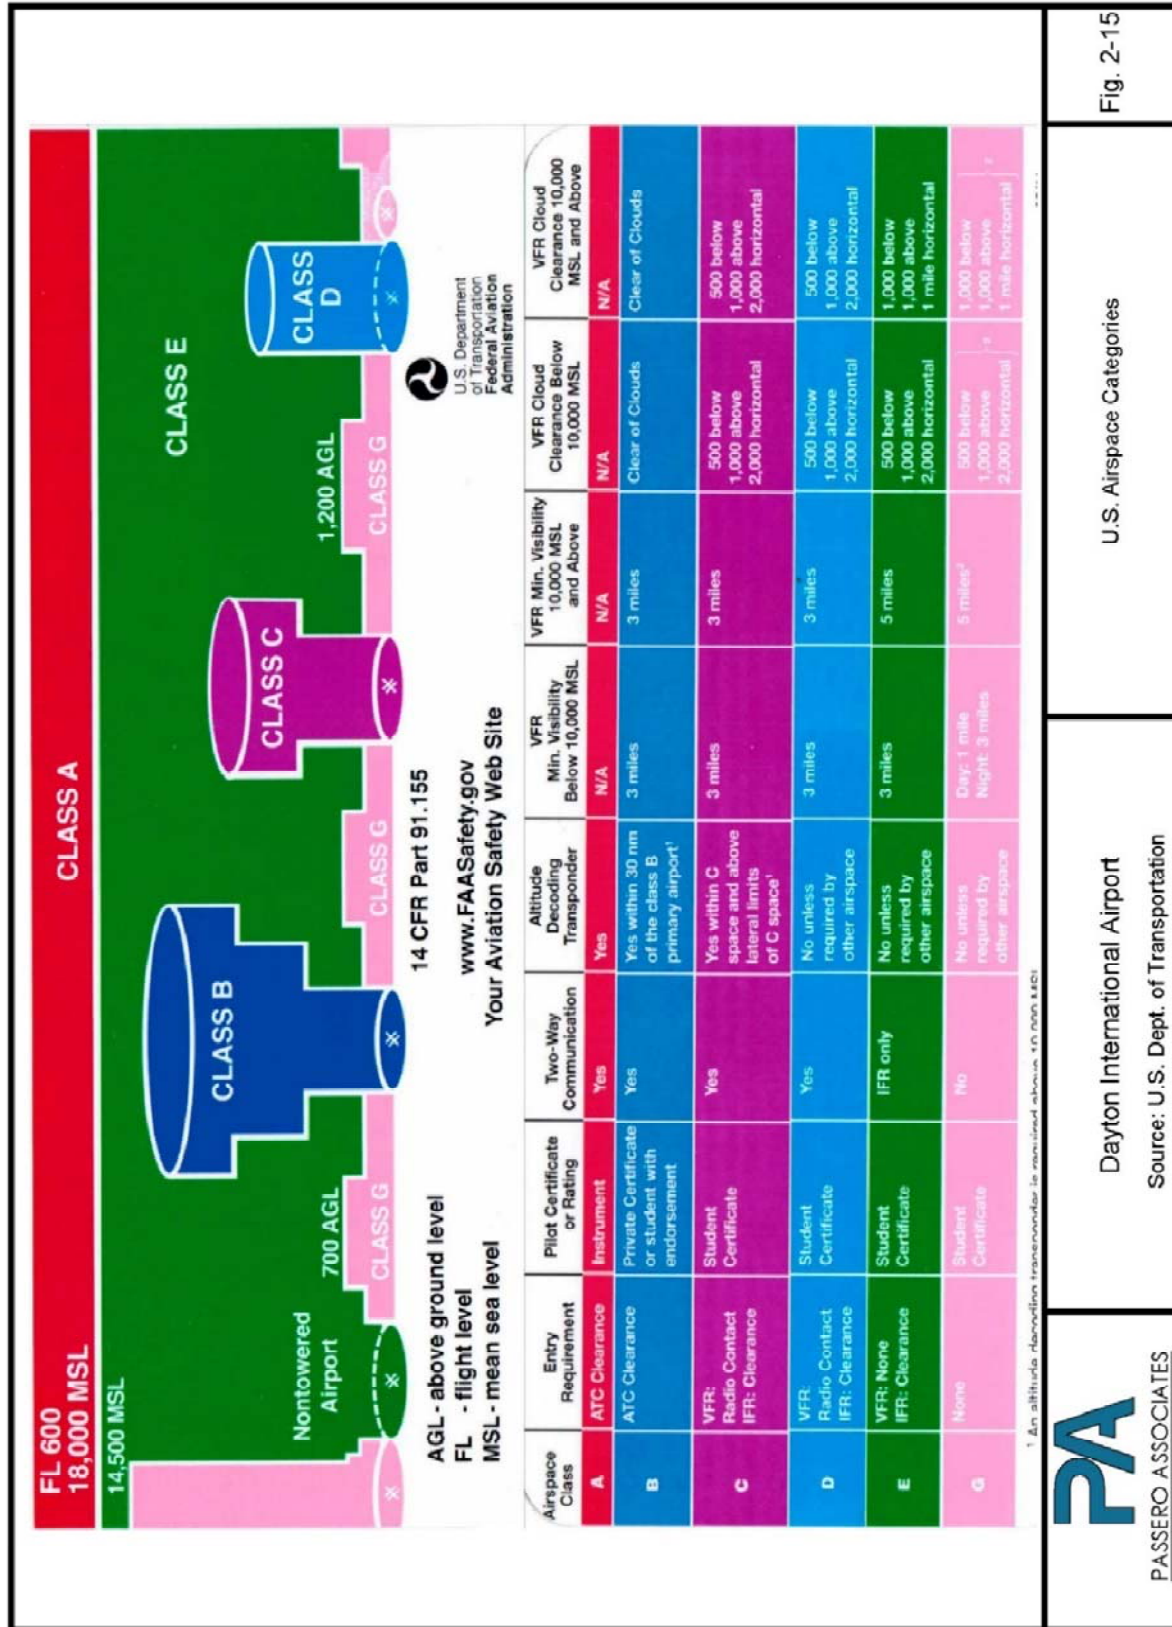 FL 600
18,000 MSL
CLASS A
14,500 MSL
CLASS E
Nontowered
Airport
700 AGL
CLASS G
CLASS B
CLASS G
CLASS C
1,200 AGL
CLASS G
CLASS
D
AGL - above ground level
FL - flight level
MSL - mean sea level
14 CFR Part 91.155
www.FAASafety.gov
Your Aviation Safety Web Site
U.S. Department
of Transportation
Federal Aviation
Administration
Airspace
Class
Entry
Requirement
Pilot Certificate
or Rating
Two-Way
Communication
Altitude
Decoding
Transponder
VFR
Min. Visibility
Below 10,000 MSL
VFR Min. Visibility
10,000 MSL
and Above
VFR Cloud
Clearance Below
10,000 MSL
VFR Cloud
Clearance 10,000
MSL and Above
A
ATC Clearance
Instrument
Yes
Yes
N/A
N/A
N/A
N/A
B
ATC Clearance
Private Certificate
or student with
endorsement
Yes
Yes within 30 nm
of the class B
primary airport¹
3 miles
3 miles
Clear of Clouds
Clear of Clouds
C
VFR:
Radio Contact
IFR: Clearance
Student
Certificate
Yes
Yes within C
space and above
lateral limits
of C space¹
3 miles
3 miles
500 below
1,000 above
2,000 horizontal
500 below
1,000 above
2,000 horizontal
D
VFR:
Radio Contact
IFR: Clearance
Student
Certificate
Yes
No unless
required by
other airspace
3 miles
3 miles
500 below
1,000 above
2,000 horizontal
500 below
1,000 above
2,000 horizontal
E
VFR: None
IFR: Clearance
Student
Certificate
IFR only
No unless
required by
other airspace
3 miles
5 miles
500 below
1,000 above
2,000 horizontal
1,000 below
1,000 above
1 mile horizontal
G
None
Student
Certificate
No
No unless
required by
other airspace
Day: 1 mile
Night: 3 miles
5 miles²
500 below
1,000 above
2,000 horizontal
2
1,000 below
1,000 above
1 mile horizontal
2
¹ An altitude decoding transponder is required above 10,000 MSL
PA
PASSERO ASSOCIATES
Dayton International Airport
Source: U.S. Dept. of Transportation
U.S. Airspace Categories
Fig. 2-15